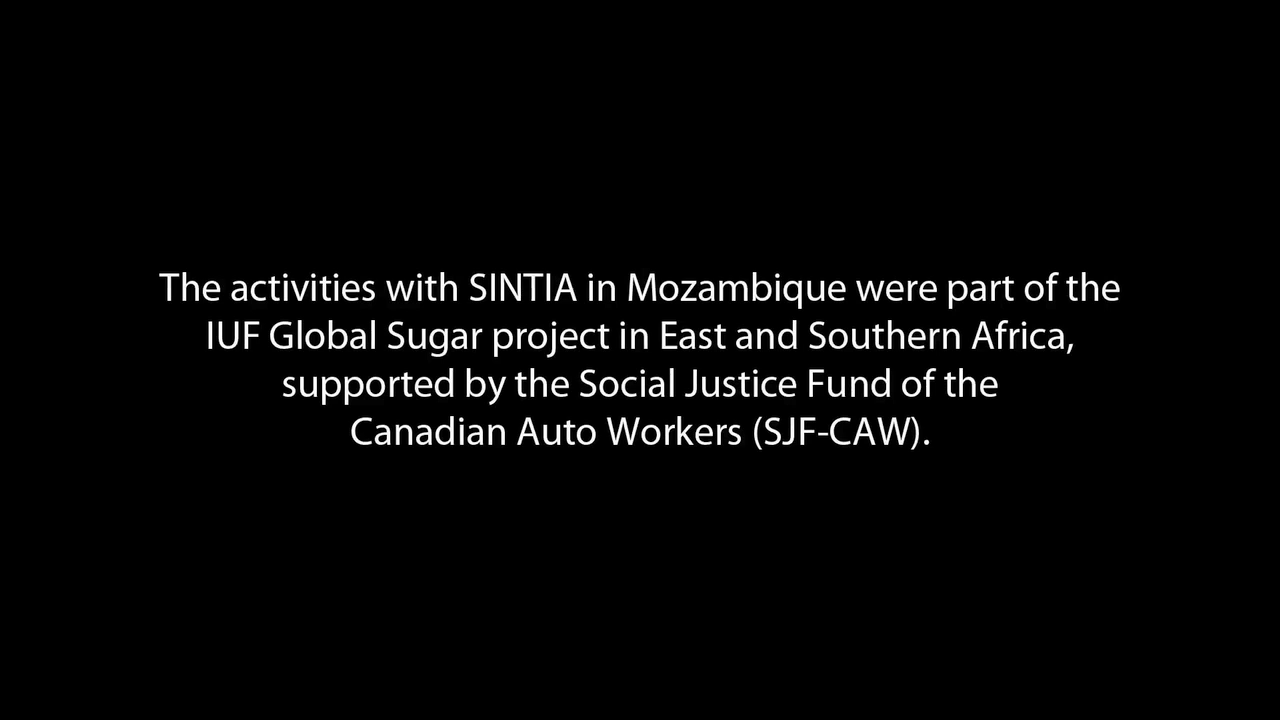 The activities with SINTIA in Mozambique were part of the
IUF Global Sugar project in East and Southern Africa,
supported by the Social Justice Fund of the
Canadian Auto Workers (SJF-CAW).